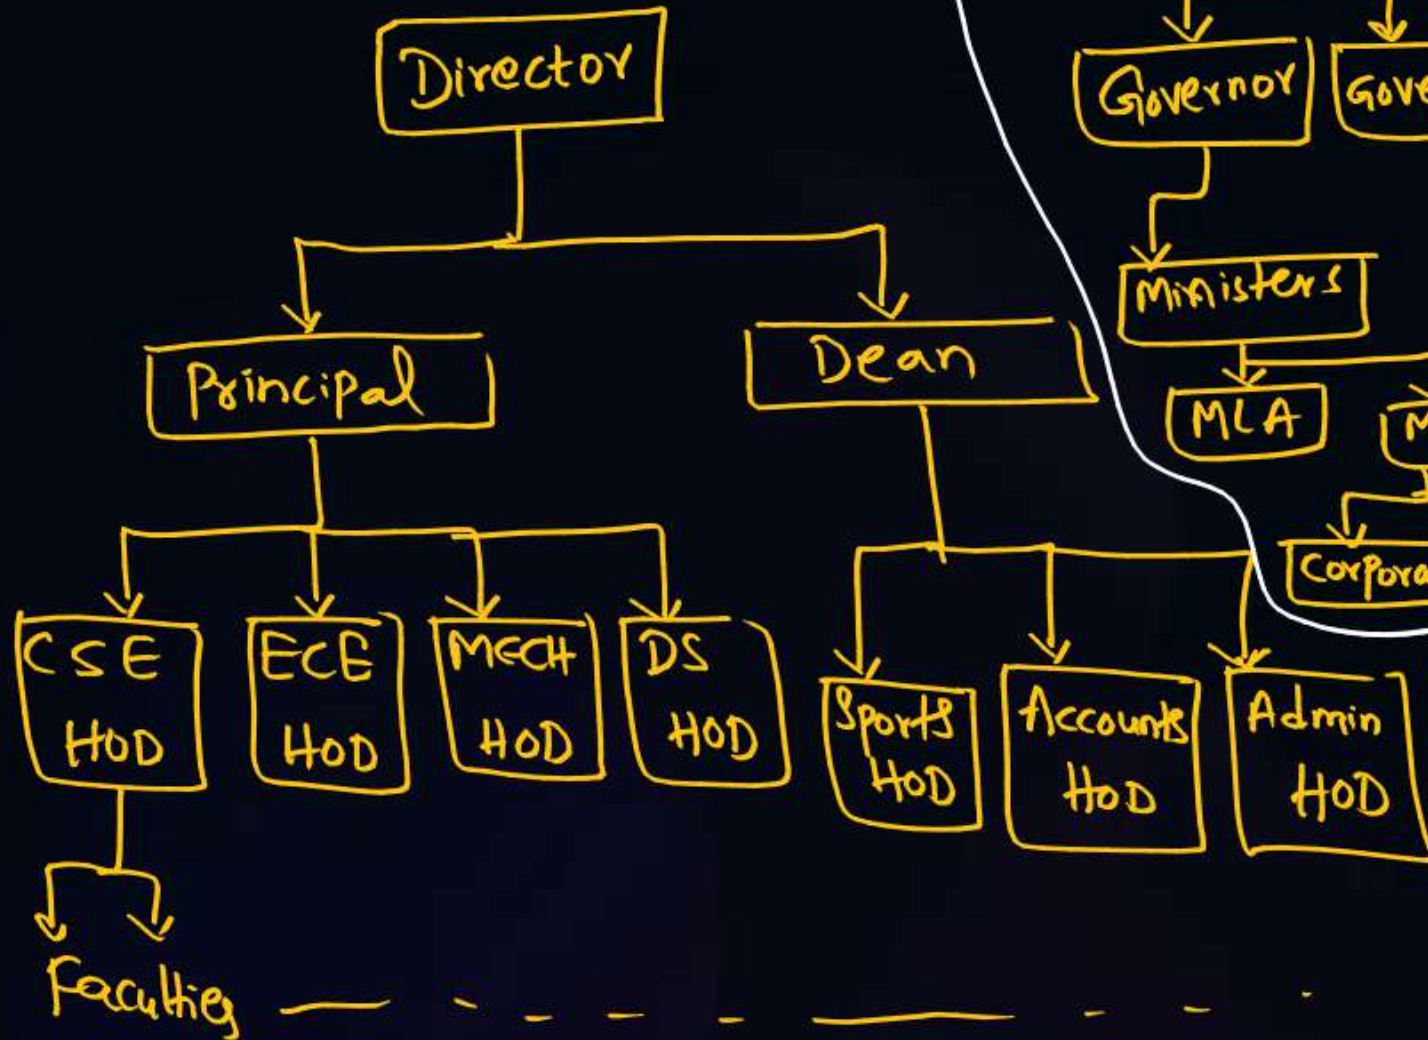 Director
Principal
Dean
CSE
HOD
ECE
HOD
MECH
HOD
DS
HOD
Sports
HOD
Accounts
HOD
Admin
HOD
Faculties
Governor
Ministers
MLA